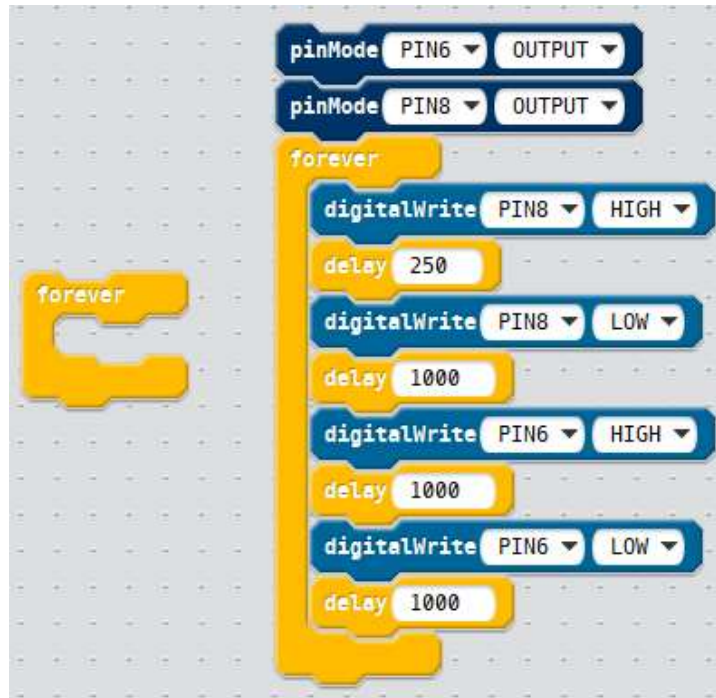 pinMode PIN6 OUTPUT
pinMode PIN8 OUTPUT
forever
digitalWrite PIN8 HIGH
delay 250
forever
digitalWrite PIN8 LOW
delay 1000
digitalWrite PIN6 HIGH
delay 1000
digitalWrite PIN6 LOW
delay 1000